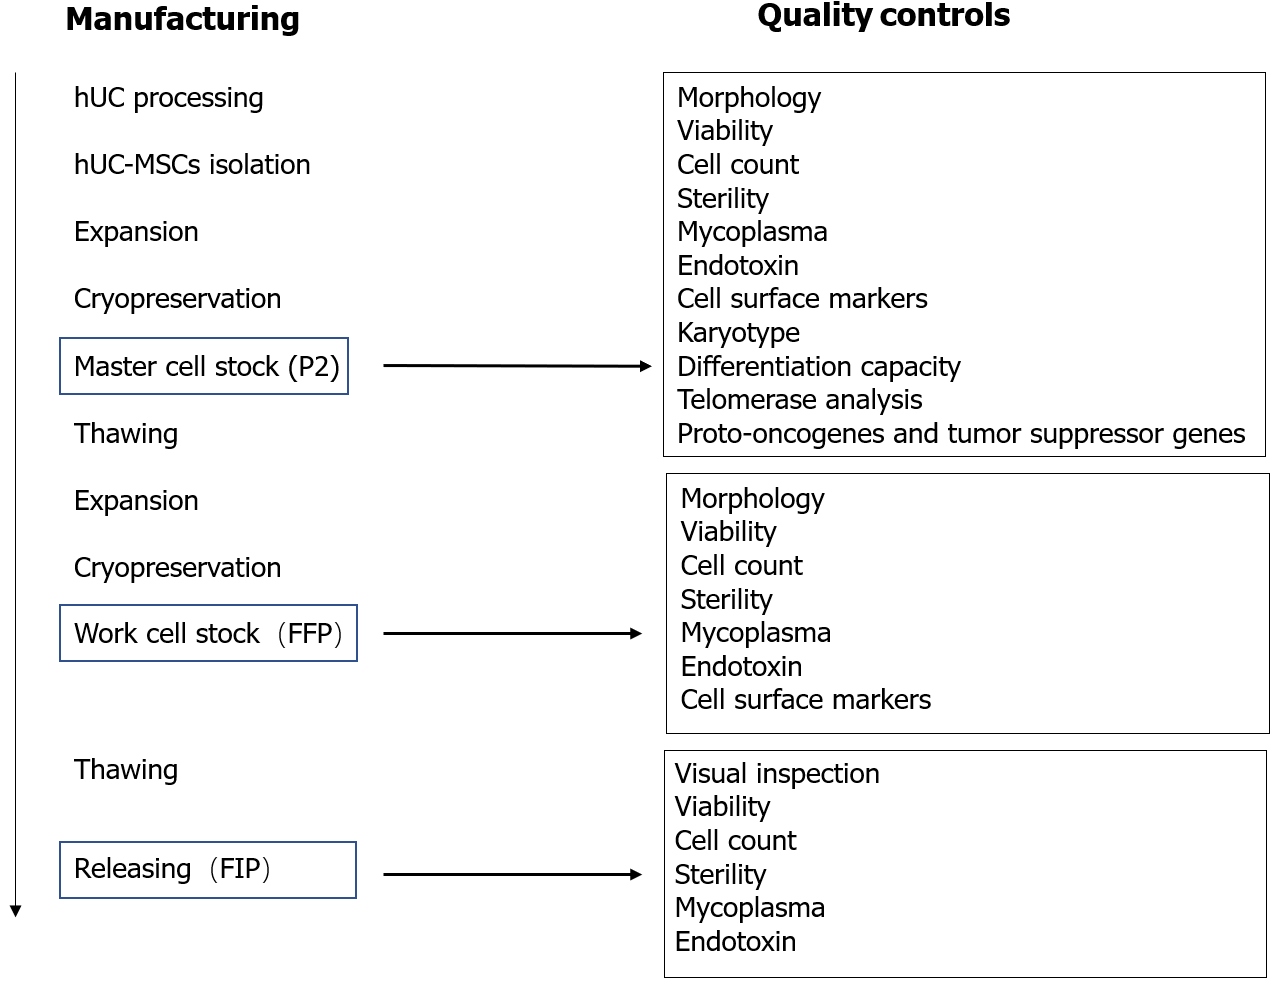 Manufacturing
hUC processing
hUC-MSCs isolation
Expansion
Cryopreservation
Master cell stock (P2)
Thawing
Expansion
Cryopreservation
Work cell stock（FFP）
Thawing
Releasing（FIP）
Quality controls
Morphology
Viability
Cell count
Sterility
Mycoplasma
Endotoxin
Cell surface markers
Karyotype
Differentiation capacity
Telomerase analysis
Proto-oncogenes and tumor suppressor genes
Morphology
Viability
Cell count
Sterility
Mycoplasma
Endotoxin
Cell surface markers
Visual inspection
Viability
Cell count
Sterility
Mycoplasma
Endotoxin